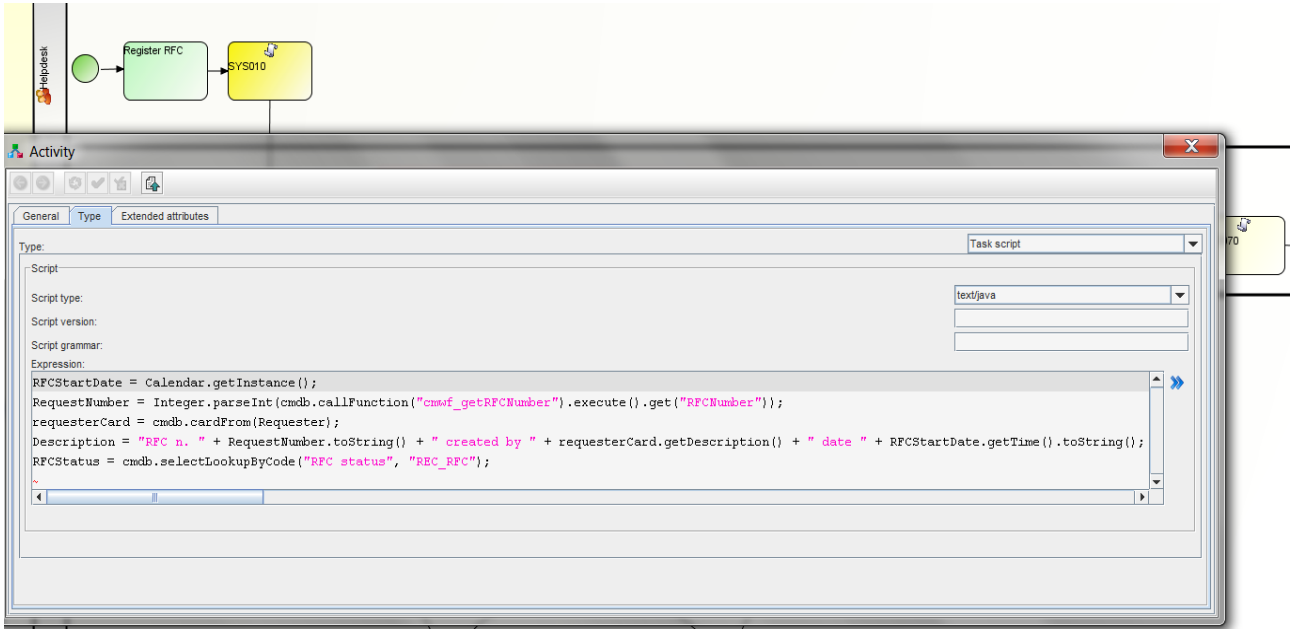 Helpdesk
Register RFC
SYS010
Activity
General
Type
Extended attributes
Type:
Task script
Script
Script type:
text/java
Script version:
Script grammar:
Expression:
RFCStartDate = Calendar.getInstance();
RequestNumber = Integer.parseInt(cmdb.callFunction("cmwf_getRFCNumber").execute().get("RFCNumber"));
requesterCard = cmdb.cardFrom(Requester);
Description = "RFC n. " + RequestNumber.toString() + " created by " + requesterCard.getDescription() + " date " + RFCStartDate.getTime().toString();
RFCStatus = cmdb.selectLookupByCode("RFC status", "REC_RFC");
~
70